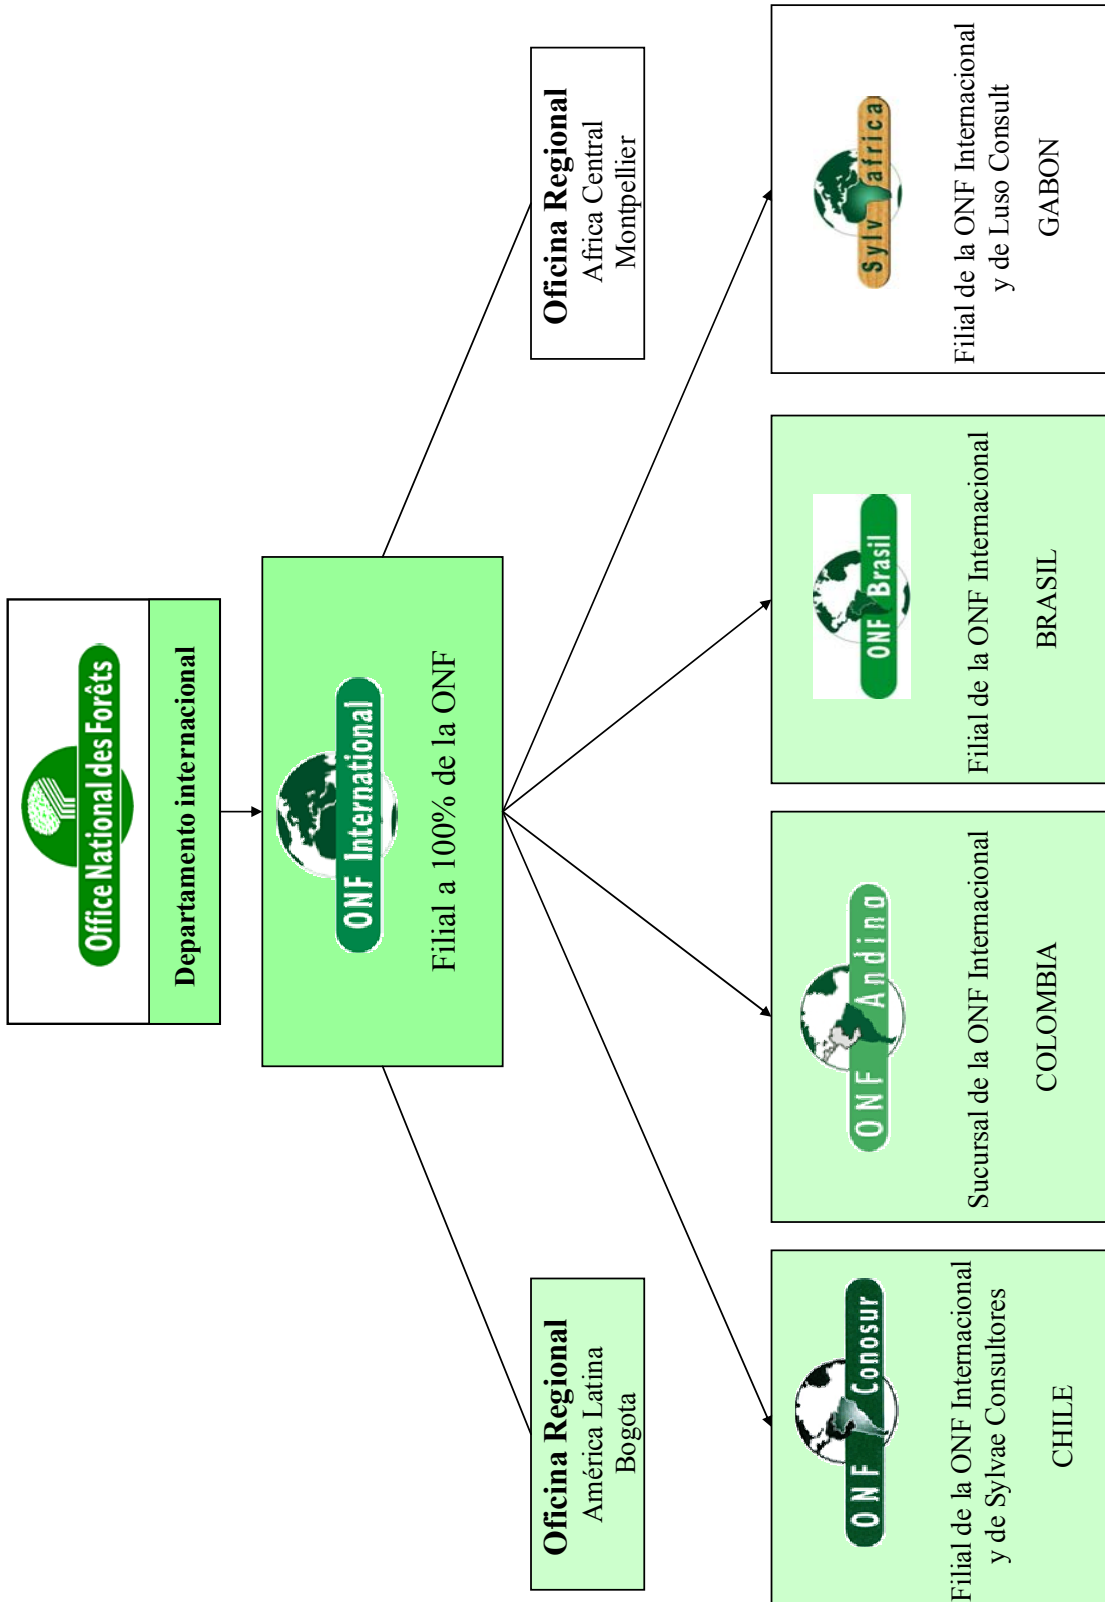 Office National des Forêts
Departamento internacional
ONF International
Filial a 100% de la ONF
Oficina Regional
América Latina
Bogota
Oficina Regional
Africa Central
Montpellier
ONF Conosur
Filial de la ONF Internacional
y de Sylvae Consultores
CHILE
ONF Andina
Sucursal de la ONF Internacional
COLOMBIA
ONF Brasil
Filial de la ONF Internacional
BRASIL
Sylv africa
Filial de la ONF Internacional
y de Luso Consult
GABON